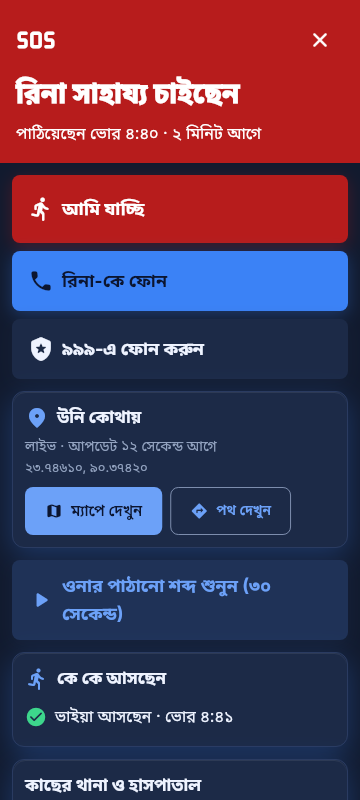 SOS
রিনা সাহায্য চাইছেন
পাঠিয়েছেন ভোর ৪:৪০ · ২ মিনিট আগে
আমি যাচ্ছি
রিনা-কে ফোন
৯৯৯-এ ফোন করুন
উনি কোথায়
লাইভ · আপডেট ১২ সেকেন্ড আগে
২৩.৭৪৬১০, ৯০.৩৭৪২০
ম্যাপে দেখুন
পথ দেখুন
ওনার পাঠানো শব্দ শুনুন (৩০
সেকেন্ড)
কে কে আসছেন
ভাইয়া আসছেন · ভোর ৪:৪১
কাছের থানা ও হাসপাতাল